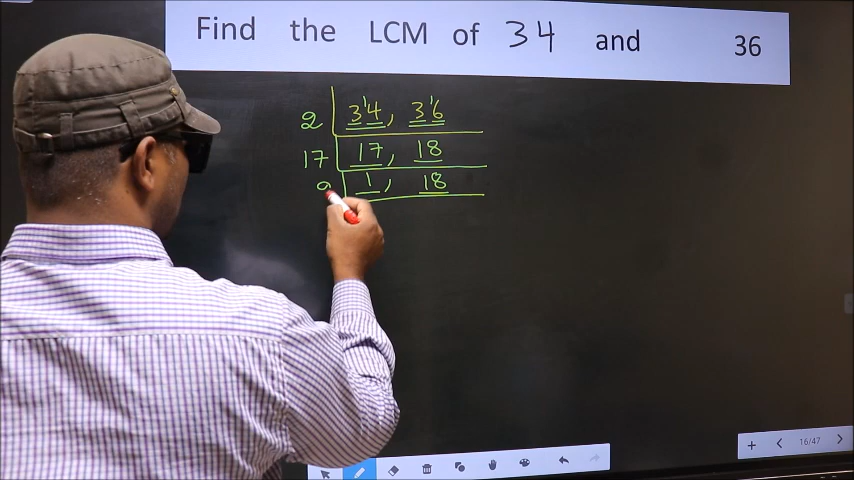 Find the LCM of 34 and 36
2 34, 36
17 17, 18
1, 18
16/47